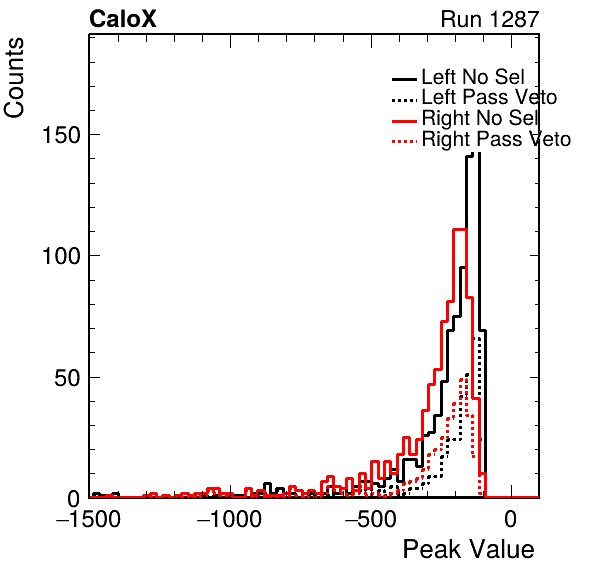 CaloX Run 1287
Counts
Left No Sel
Left Pass Veto
Right No Sel
Right Pass Veto
150
100
50
0
−1500 −1000 −500 0
Peak Value